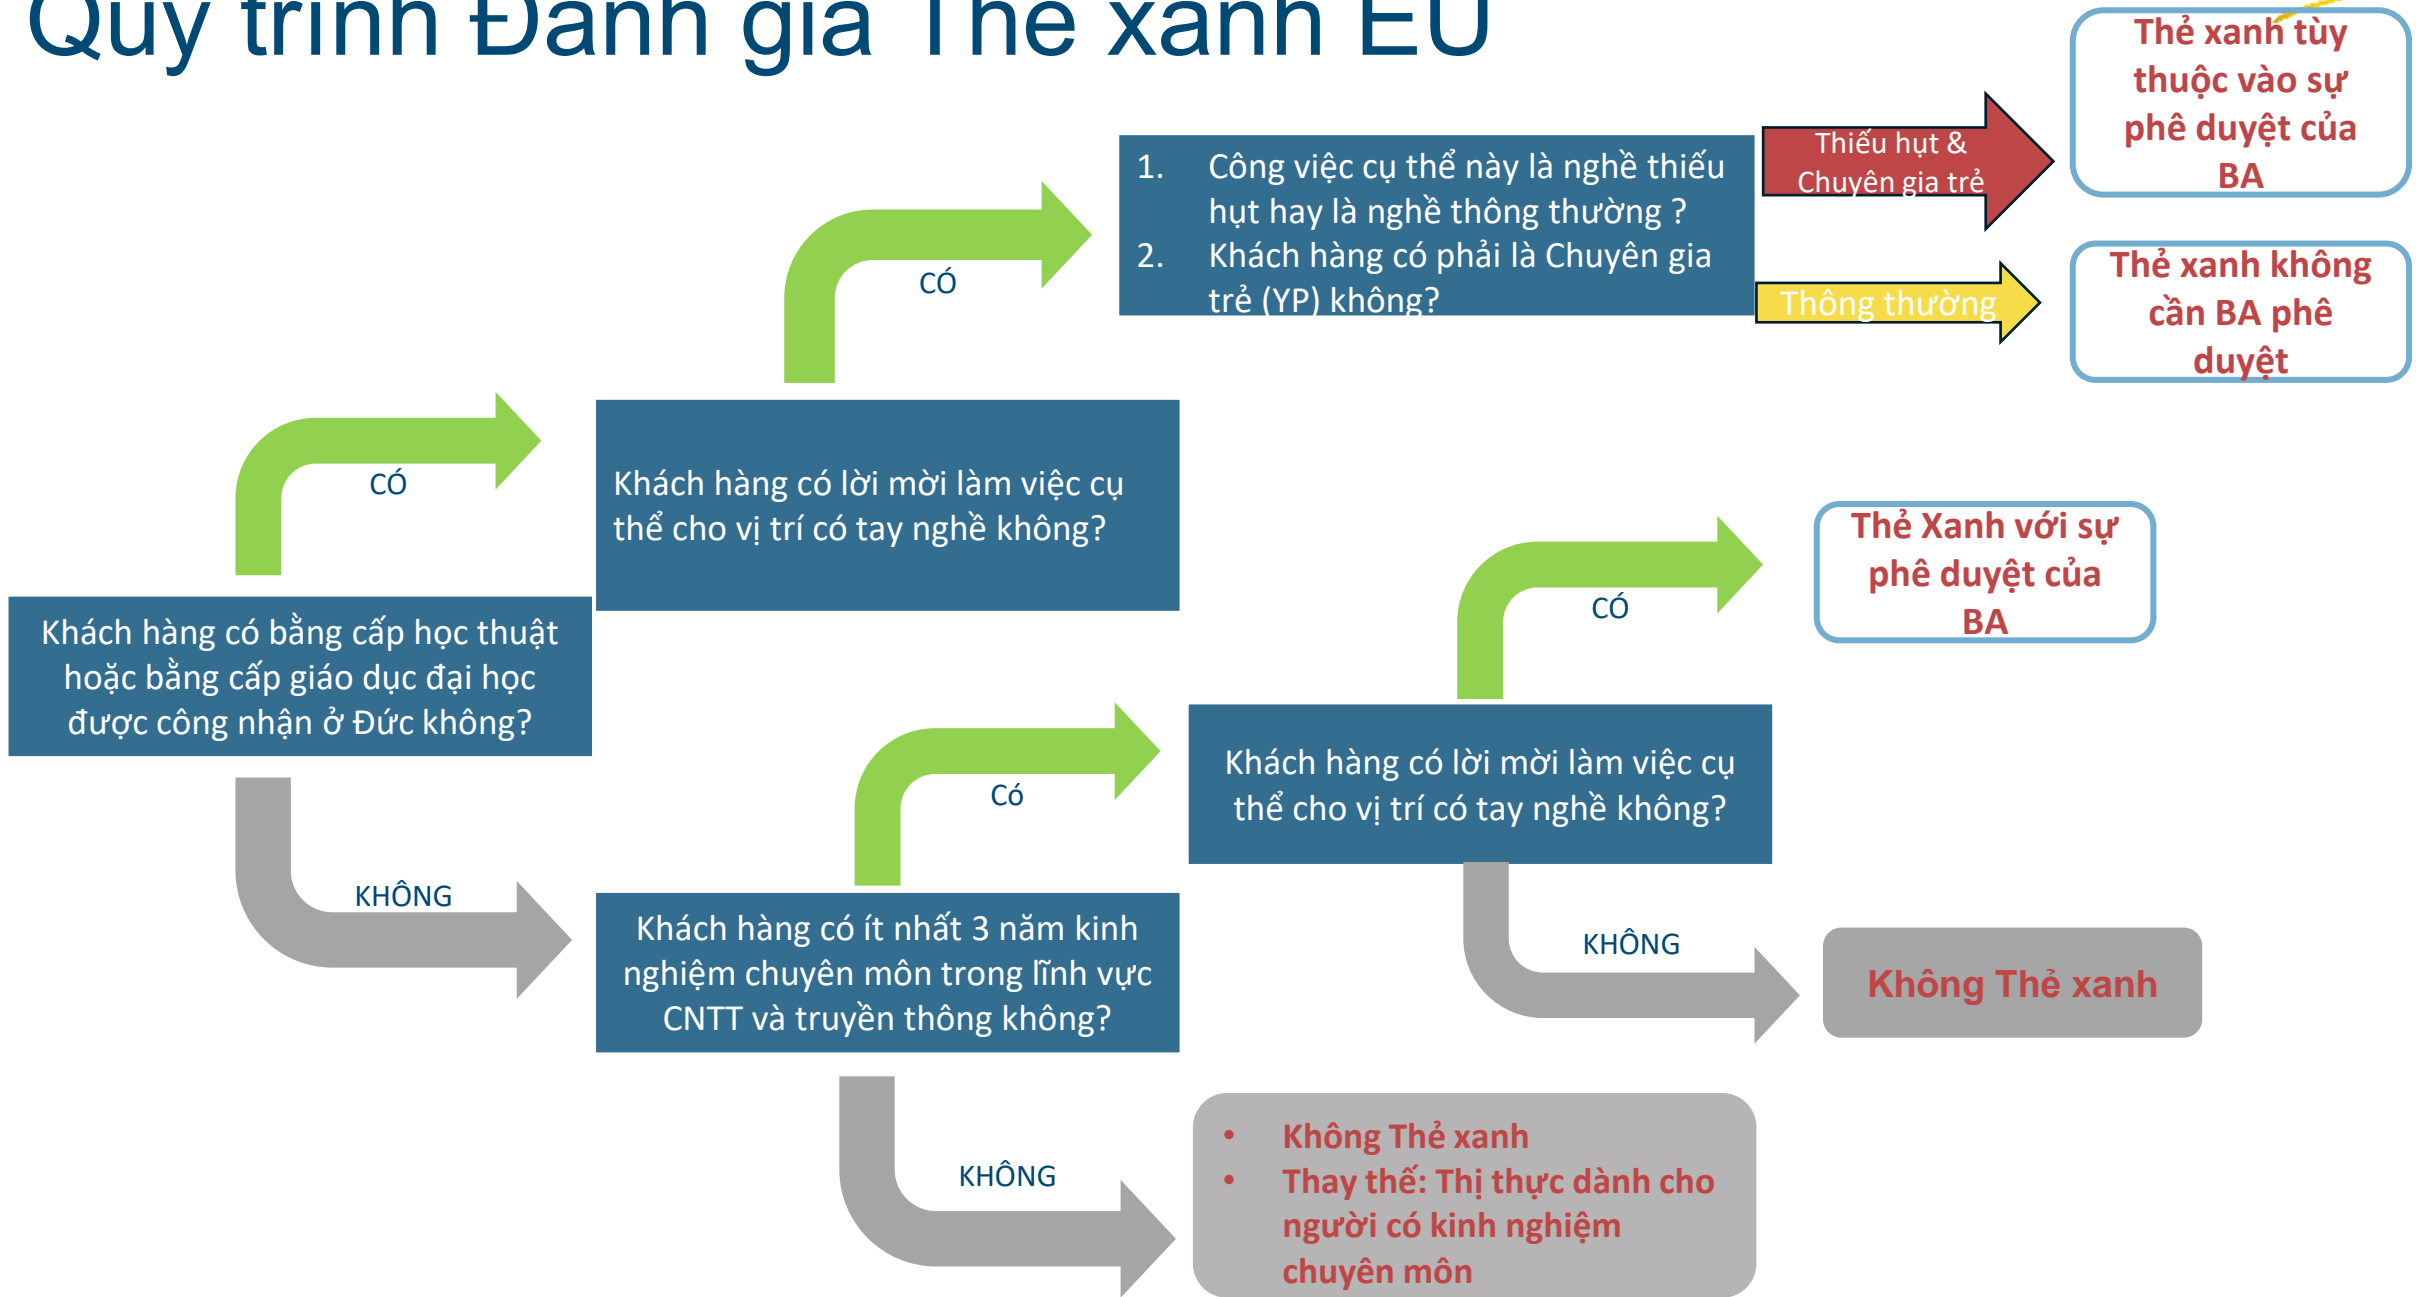 Quy trình Đánh giá Thẻ xanh EU
Thẻ xanh tùy
thuộc vào sự
phê duyệt của
BA
1. Công việc cụ thể này là nghề thiếu
hụt hay là nghề thông thường ?
2. Khách hàng có phải là Chuyên gia
trẻ (YP) không?
Thiếu hụt &
Chuyên gia trẻ
Thông thường
Thẻ xanh không
cần BA phê
duyệt
CÓ
CÓ
Khách hàng có lời mời làm việc cụ
thể cho vị trí có tay nghề không?
Khách hàng có bằng cấp học thuật
hoặc bằng cấp giáo dục đại học
được công nhận ở Đức không?
CÓ
Thẻ Xanh với sự
phê duyệt của
BA
Có
Khách hàng có lời mời làm việc cụ
thể cho vị trí có tay nghề không?
KHÔNG
Khách hàng có ít nhất 3 năm kinh
nghiệm chuyên môn trong lĩnh vực
CNTT và truyền thông không?
KHÔNG
Không Thẻ xanh
KHÔNG
• Không Thẻ xanh
• Thay thế: Thị thực dành cho
người có kinh nghiệm
chuyên môn